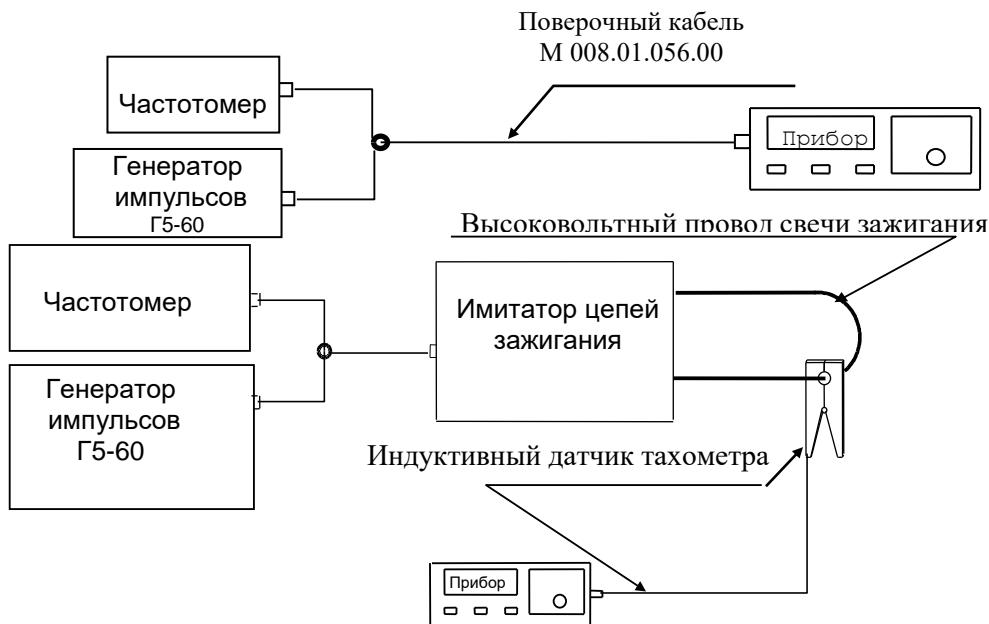 Поверочный кабель
М 008.01.056.00
Частотомер
Прибор
Генератор
импульсов
Г5-60
Высоковольтный провод свечи зажигания
Частотомер
Имитатор цепей
зажигания
Генератор
импульсов
Г5-60
Индуктивный датчик тахометра
Прибор